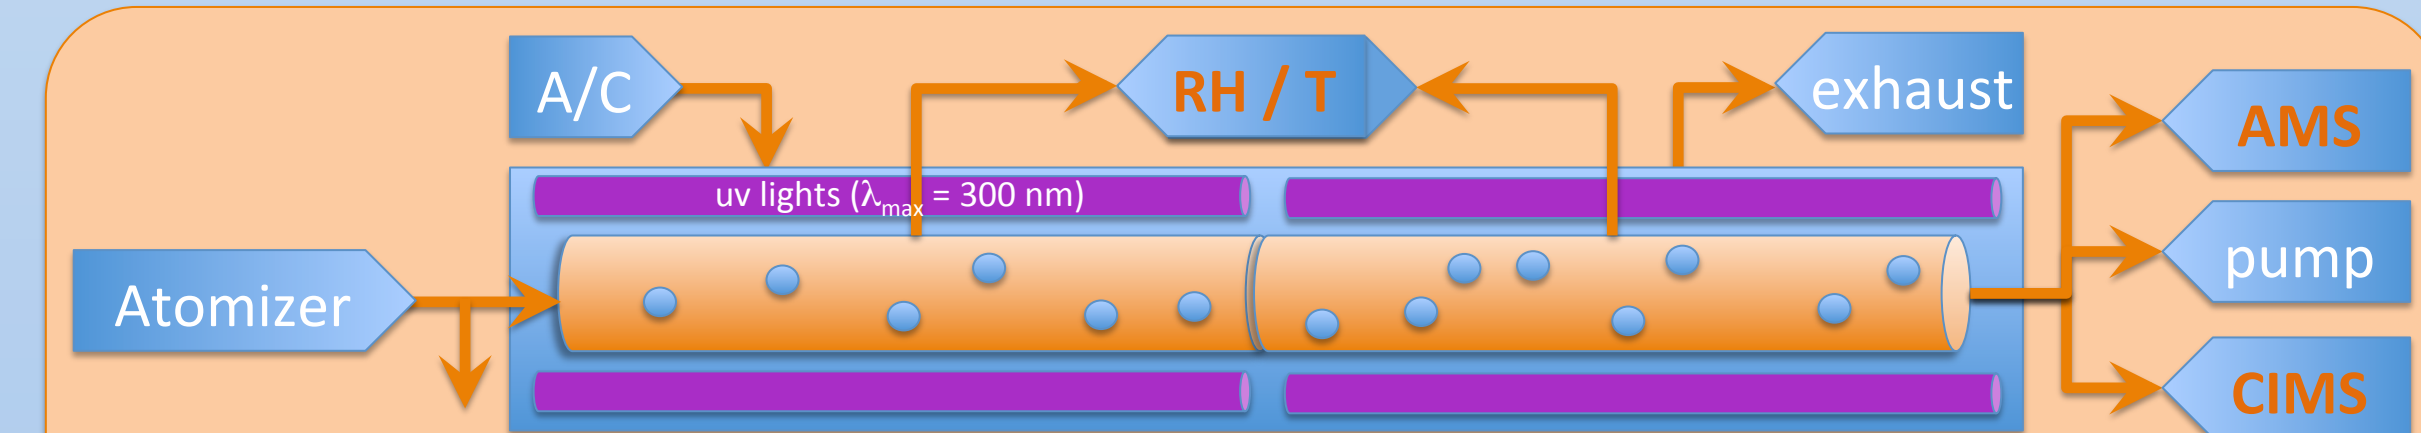 A/C
RH / T
exhaust
AMS
uv lights (λmax = 300 nm)
pump
Atomizer
CIMS